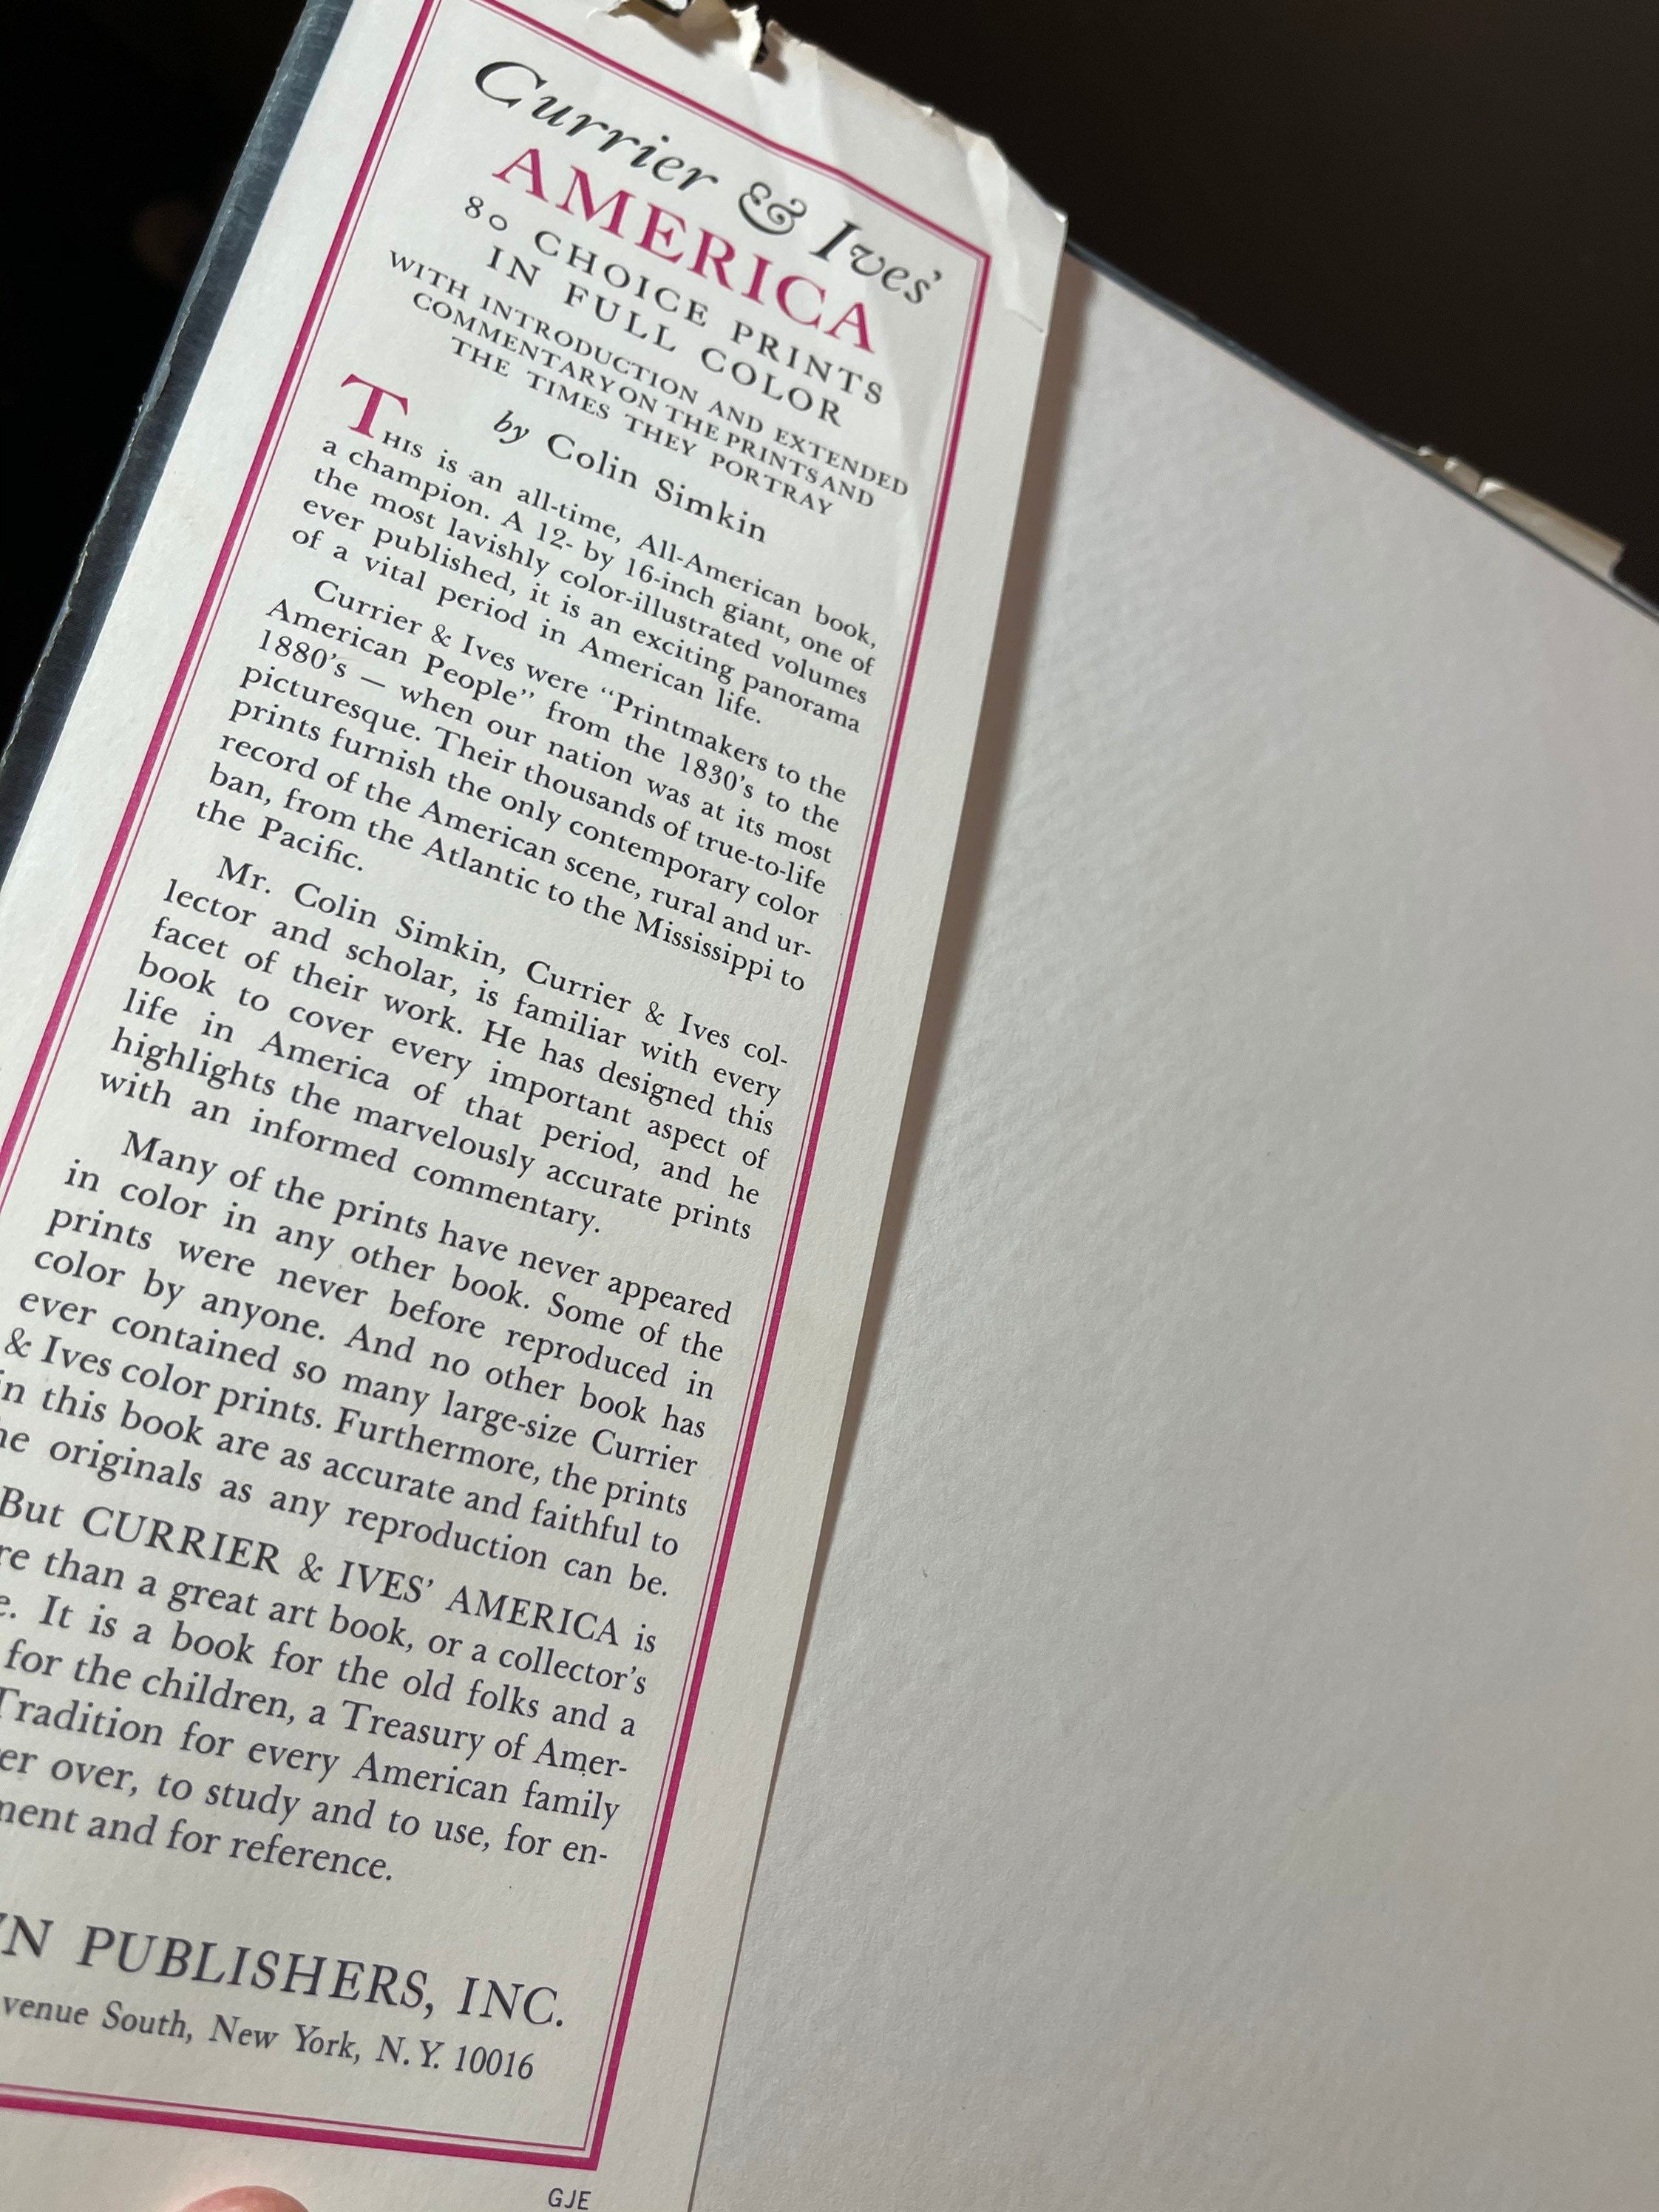 Currier & Ives'
AMERICA
80 CHOICE PRINTS
IN FULL COLOR
WITH INTRODUCTION AND EXTENDED
COMMENTARY ON THE PRINTS AND
THE TIMES THEY PORTRAY
by Colin Simkin
THIS is an all-time, All-American book,
a champion. A 12- by 16-inch giant, one of
the most lavishly color-illustrated volumes
ever published, it is an exciting panorama
of a vital period in American life.
Currier & Ives were “Printmakers to the
American People” from the 1830’s to the
1880’s — when our nation was at its most
picturesque. Their thousands of true-to-life
prints furnish the only contemporary color
record of the American scene, rural and ur-
ban, from the Atlantic to the Mississippi to
the Pacific.
Mr. Colin Simkin, Currier & Ives col-
lector and scholar, is familiar with every
facet of their work. He has designed this
book to cover every important aspect of
life in America of that period, and he
highlights the marvelously accurate prints
with an informed commentary.
Many of the prints have never appeared
in color in any other book. Some of the
prints were never before reproduced in
color by anyone. And no other book has
ever contained so many large-size Currier
& Ives color prints. Furthermore, the prints
in this book are as accurate and faithful to
he originals as any reproduction can be.
But CURRIER & IVES’ AMERICA is
re than a great art book, or a collector’s
e. It is a book for the old folks and a
for the children, a Treasury of Amer-
Tradition for every American family
er over, to study and to use, for en-
ment and for reference.
N PUBLISHERS, INC.
venue South, New York, N.Y. 10016
GJE